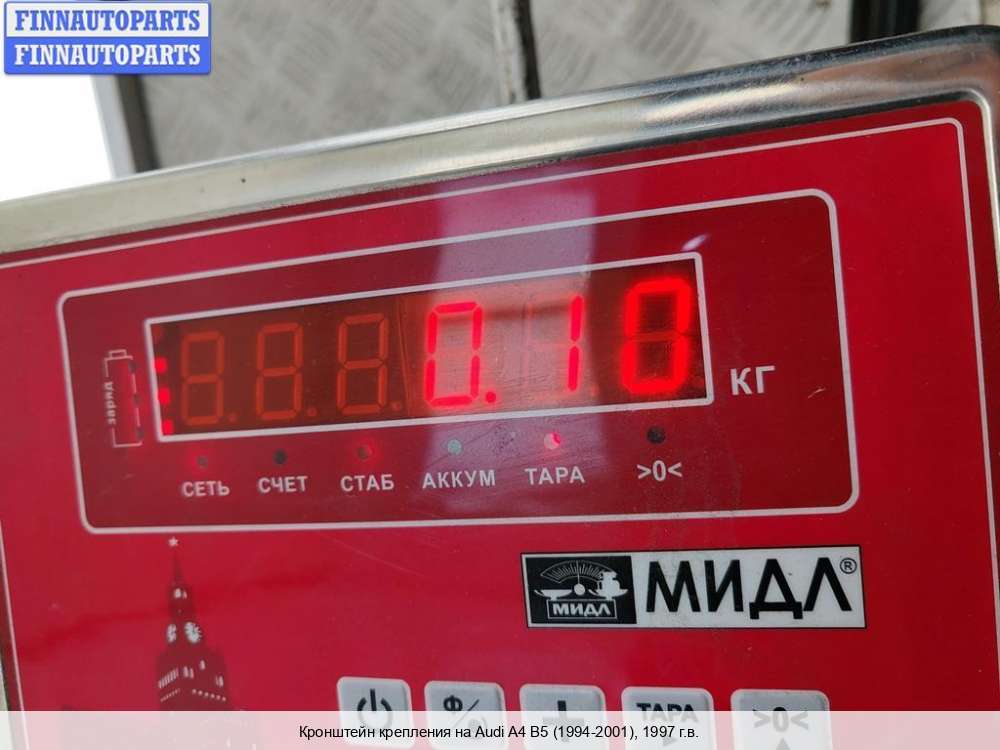 FINNAUTOPARTS
FINNAUTOPARTS
0.10
КГ
заряд
СЕТЬ СЧЕТ СТАБ АККУМ ТАРА >0<
МИДЛ МИДЛ®
Ф/ + ТАРА >0<
Кронштейн крепления на Audi A4 B5 (1994-2001), 1997 г.в.